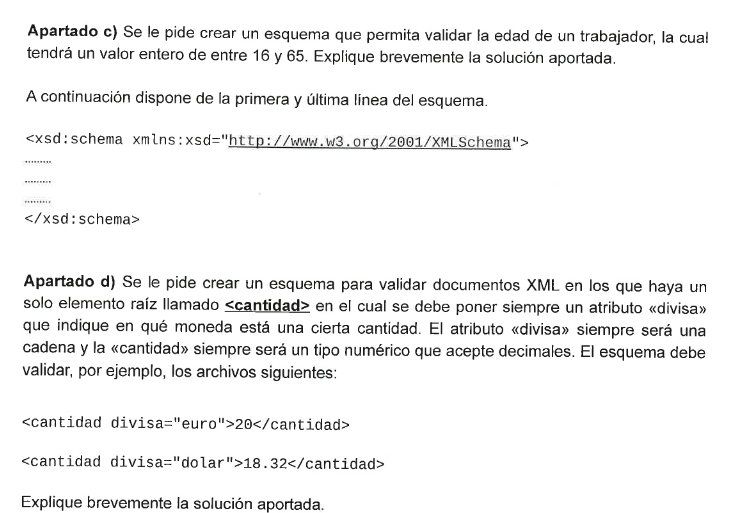 Apartado c) Se le pide crear un esquema que permita validar la edad de un trabajador, la cual
tendrá un valor entero de entre 16 y 65. Explique brevemente la solución aportada.
A continuación dispone de la primera y última línea del esquema.
<xsd:schema xmlns:xsd="http://www.w3.org/2001/XMLSchema">
.........
.........
.........
</xsd:schema>
Apartado d) Se le pide crear un esquema para validar documentos XML en los que haya un
solo elemento raíz llamado <cantidad> en el cual se debe poner siempre un atributo «divisa»
que indique en qué moneda está una cierta cantidad. El atributo «divisa» siempre será una
cadena y la «cantidad» siempre será un tipo numérico que acepte decimales. El esquema debe
validar, por ejemplo, los archivos siguientes:
<cantidad divisa="euro">20</cantidad>
<cantidad divisa="dolar">18.32</cantidad>
Explique brevemente la solución aportada.